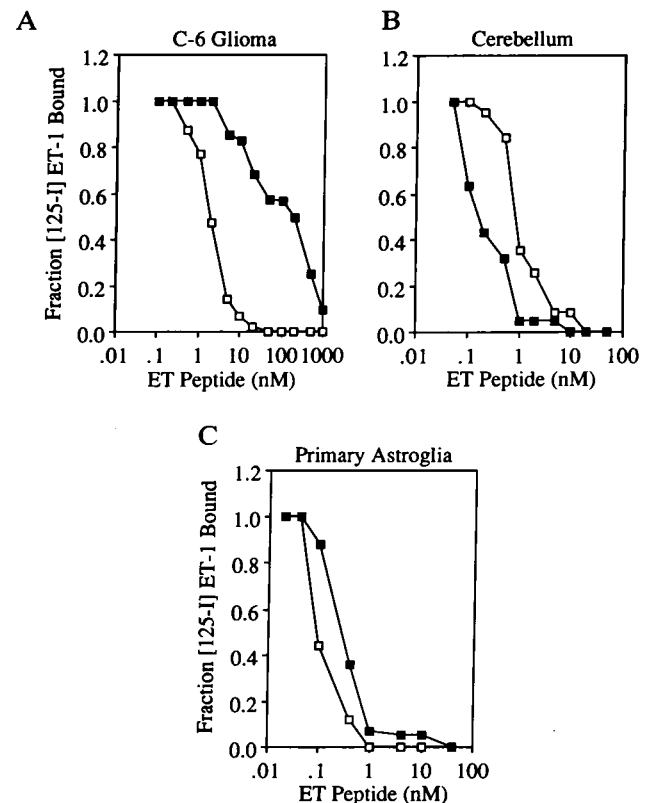 A
C-6 Glioma
Fraction [125-I] ET-1 Bound
1.2
1.0
0.8
0.6
0.4
0.2
0.0
.01 .1 1 10 100 1000
ET Peptide (nM)
B
Cerebellum
1.2
1.0
0.8
0.6
0.4
0.2
0.0
.01 .1 1 10 100
ET Peptide (nM)
C
Primary Astroglia
Fraction [125-I] ET-1 Bound
1.2
1.0
0.8
0.6
0.4
0.2
0.0
.01 .1 1 10 100
ET Peptide (nM)